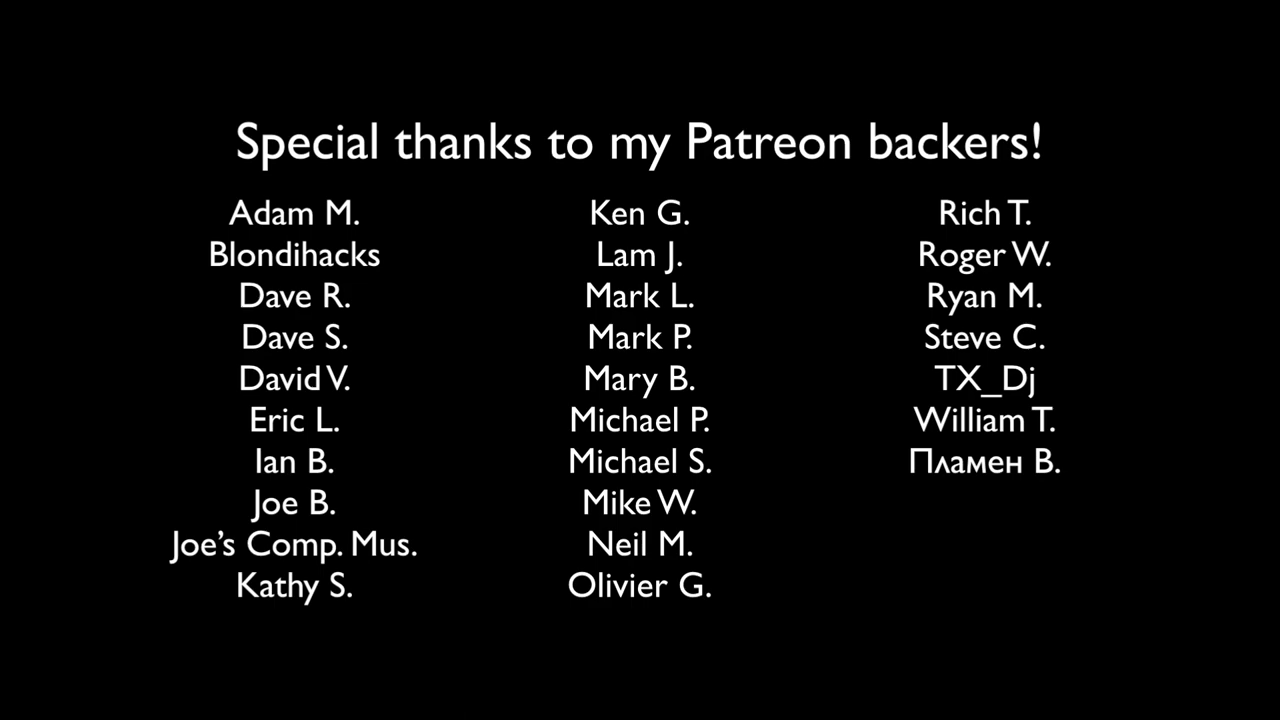 Special thanks to my Patreon backers!
Adam M.
Blondihacks
Dave R.
Dave S.
David V.
Eric L.
Ian B.
Joe B.
Joe’s Comp. Mus.
Kathy S.
Ken G.
Lam J.
Mark L.
Mark P.
Mary B.
Michael P.
Michael S.
Mike W.
Neil M.
Olivier G.
Rich T.
Roger W.
Ryan M.
Steve C.
TX_Dj
William T.
Пламен В.